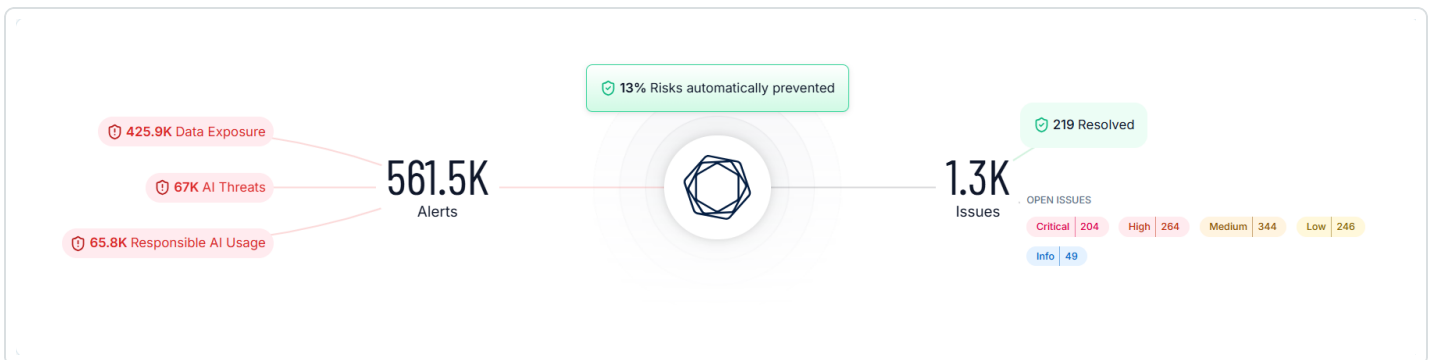 13% Risks automatically prevented
425.9K Data Exposure
67K AI Threats
65.8K Responsible AI Usage
561.5K
Alerts
1.3K
Issues
219 Resolved
OPEN ISSUES
Critical 204 High 264 Medium 344 Low 246
Info 49